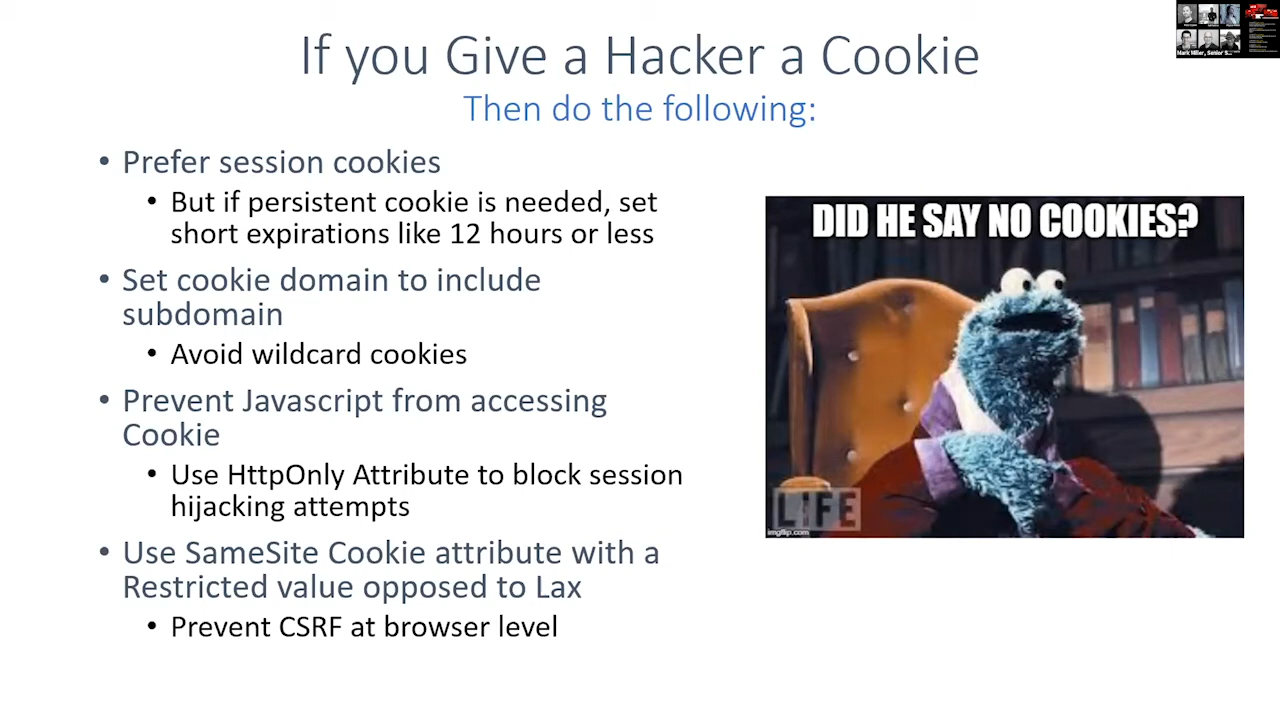 If you Give a Hacker a Cookie
Then do the following:
• Prefer session cookies
• But if persistent cookie is needed, set
short expirations like 12 hours or less
• Set cookie domain to include
subdomain
• Avoid wildcard cookies
• Prevent Javascript from accessing
Cookie
• Use HttpOnly Attribute to block session
hijacking attempts
• Use SameSite Cookie attribute with a
Restricted value opposed to Lax
• Prevent CSRF at browser level
DID HE SAY NO COOKIES?
LIFE
imgflip.com
Mark Miller, Senior S...